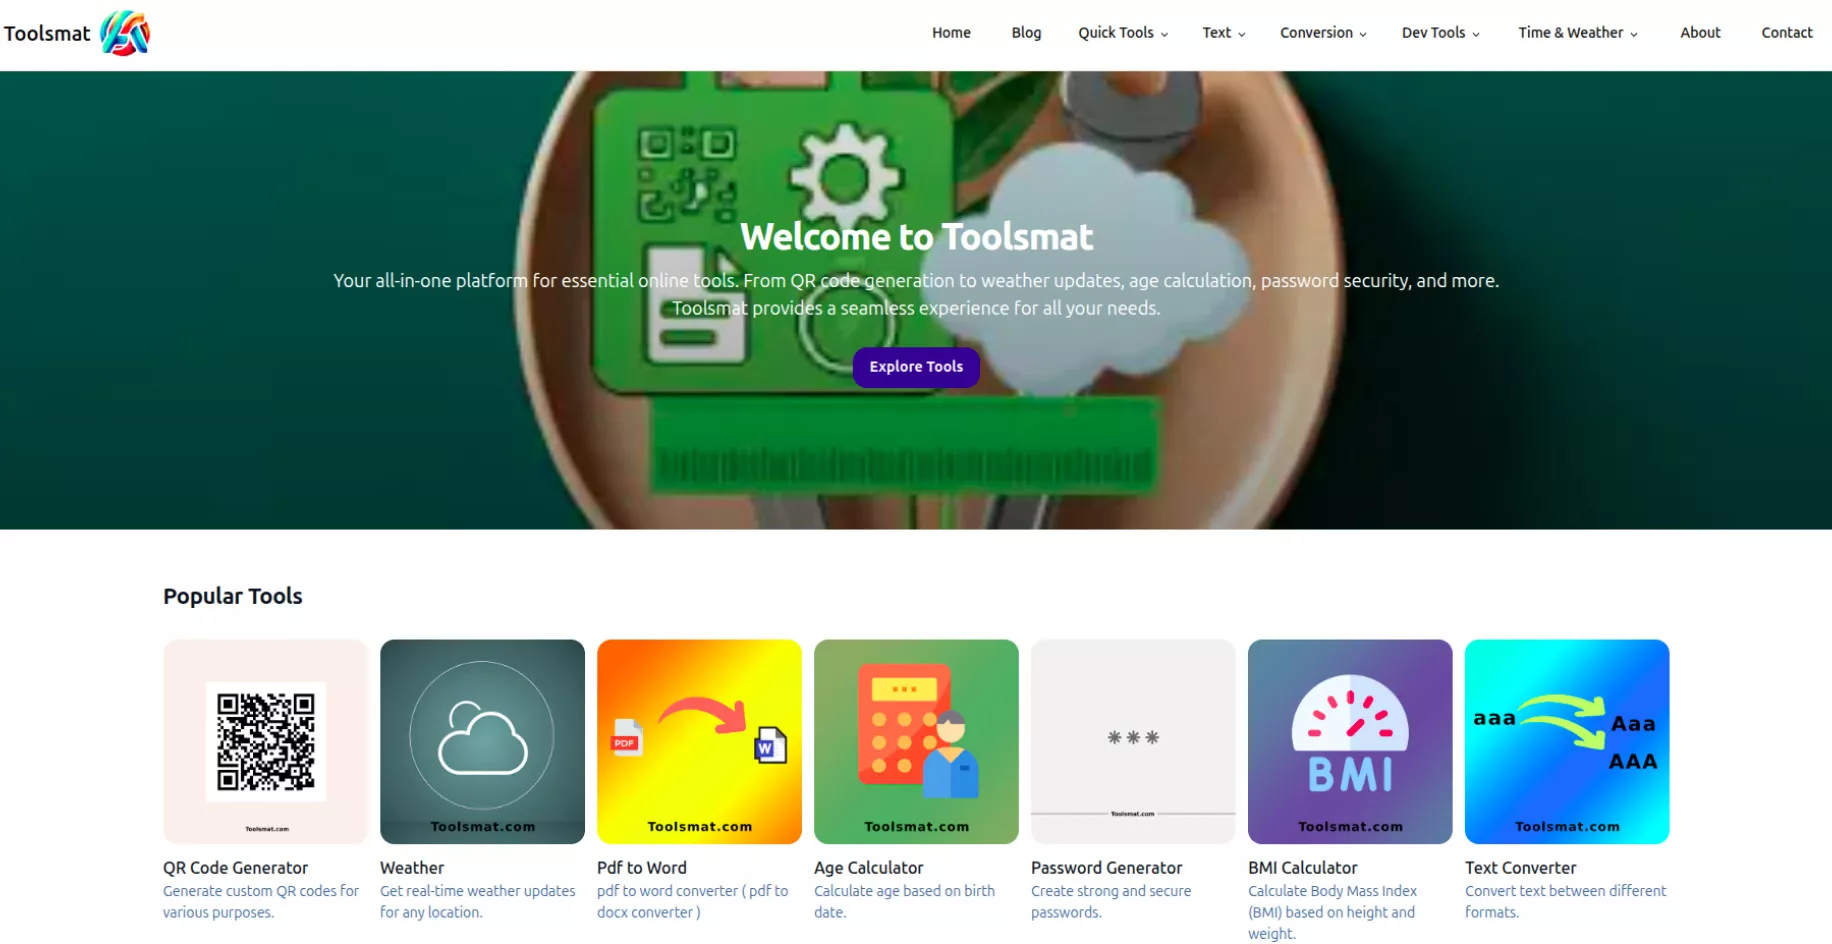 Toolsmat
Home Blog Quick Tools Text Conversion Dev Tools Time & Weather About Contact
Welcome to Toolsmat
Your all-in-one platform for essential online tools. From QR code generation to weather updates, age calculation, password security, and more.
Toolsmat provides a seamless experience for all your needs.
Explore Tools
Popular Tools
Toolsmat.com
QR Code Generator
Generate custom QR codes for
various purposes.
Toolsmat.com
Weather
Get real-time weather updates
for any location.
PDF
W
Toolsmat.com
Pdf to Word
pdf to word converter ( pdf to
docx converter )
Toolsmat.com
Age Calculator
Calculate age based on birth
date.
***
Toolsmat.com
Password Generator
Create strong and secure
passwords.
BMI
Toolsmat.com
BMI Calculator
Calculate Body Mass Index
(BMI) based on height and
weight.
aaa
Aaa
AAA
Toolsmat.com
Text Converter
Convert text between different
formats.